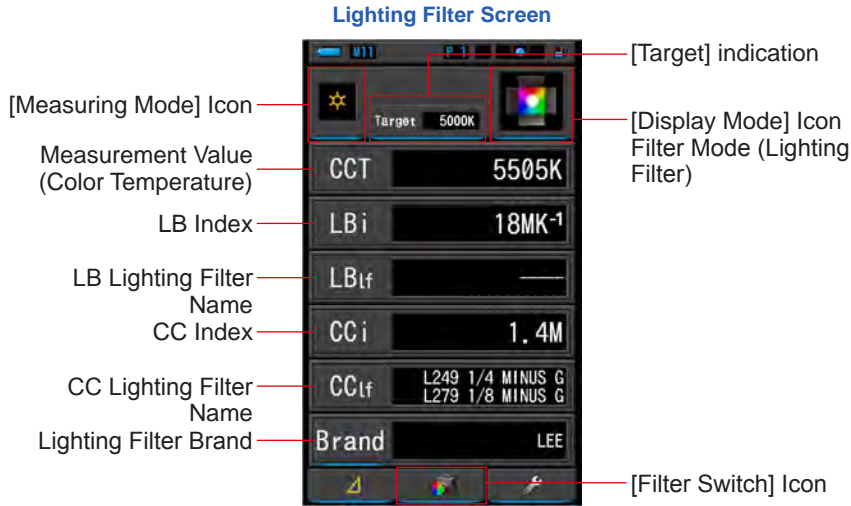 Lighting Filter Screen
M11
P 1
[Target] indication
[Measuring Mode] Icon
Target 5000K
[Display Mode] Icon
Filter Mode (Lighting
Filter)
Measurement Value
(Color Temperature)
CCT 5505K
LB Index
LBi 18MK-1
LB Lighting Filter
Name
LBlf ----
CC Index
CCi 1.4M
CC Lighting Filter
Name
CClf L249 1/4 MINUS G
L279 1/8 MINUS G
Lighting Filter Brand
Brand LEE
[Filter Switch] Icon